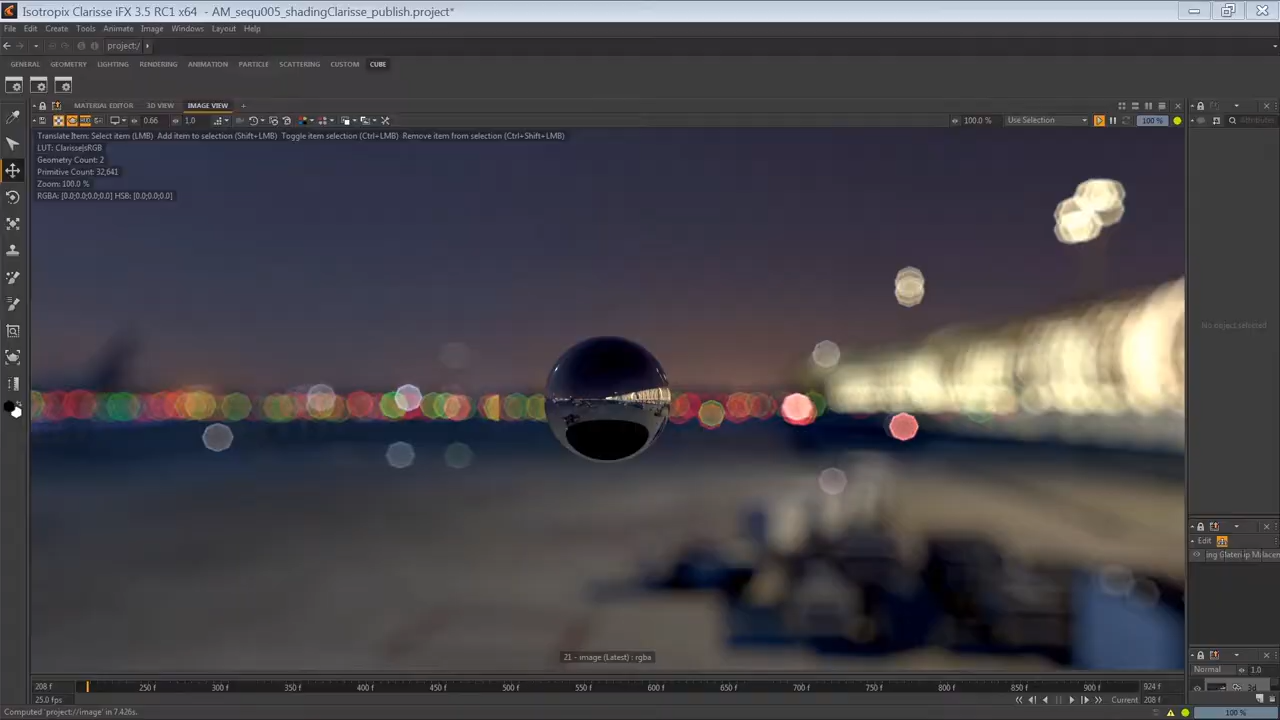 Isotropix Clarisse iFX 3.5 RC1 x64 - AM_sequ005_shadingClarisse_publish.project*
File Edit Create Tools Animate Image Windows Layout Help
project:/
GENERAL GEOMETRY LIGHTING RENDERING ANIMATION PARTICLE SCATTERING CUSTOM CUBE
MATERIAL EDITOR 3D VIEW IMAGE VIEW +
0.66 1.0 100.0 % Use Selection 100 %
Translate Item: Select item (LMB) Add item to selection (Shift+LMB) Toggle item selection (Ctrl+LMB) Remove item from selection (Ctrl+Shift+LMB)
LUT: Clarisse|sRGB
Geometry Count: 2
Primitive Count: 32,641
Zoom: 100.0 %
RGBA: [0.0;0.0;0.0;0.0] HSB: [0.0;0.0;0.0]
No object selected
Edit
21 - image (Latest) : rgba
Normal 1.0
208 f 250 f 300 f 350 f 400 f 450 f 500 f 550 f 600 f 650 f 700 f 750 f 800 f 850 f 900 f 924 f
25.0 fps Current 208 f
Computed 'project://image' in 7.426s. 100 %